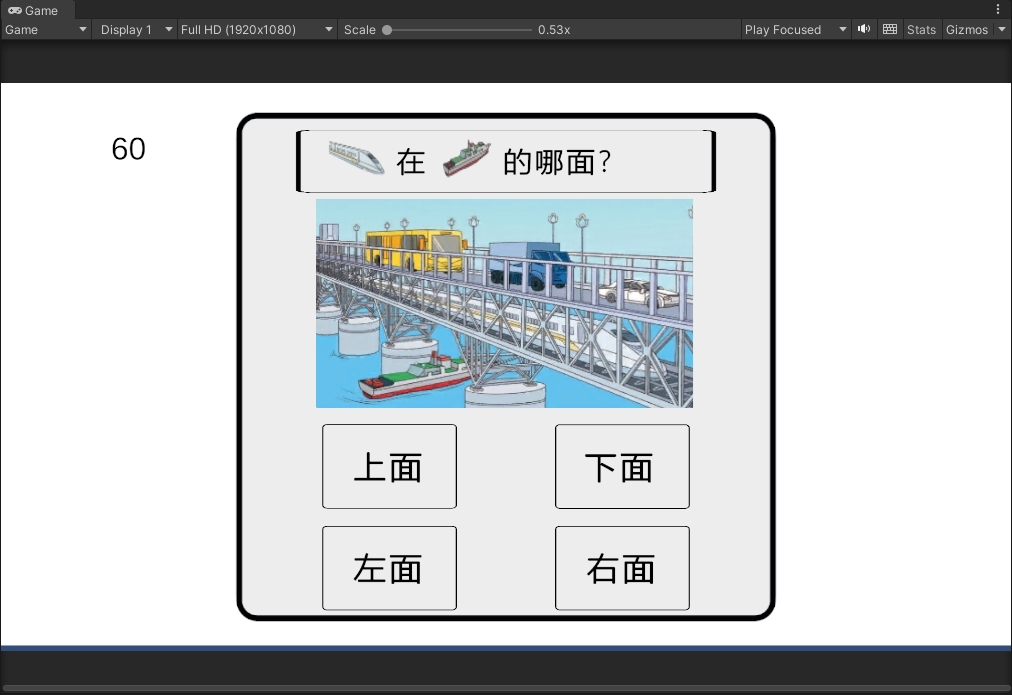 Game
Game Display 1 Full HD (1920x1080) Scale 0.53x Play Focused Stats Gizmos
60
在 的哪面?
上面 下面
左面 右面